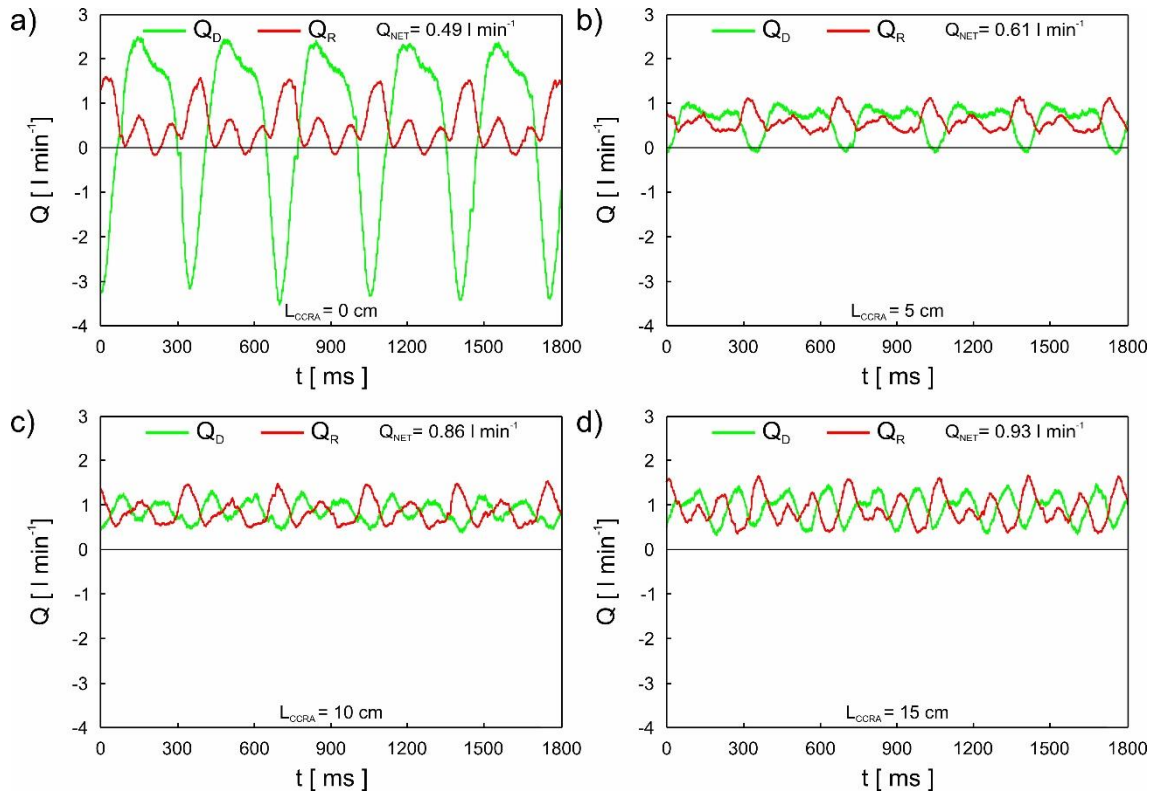 a)
Q_D Q_R Q_NET = 0.49 l min⁻¹
3
2
1
0
-1
-2
-3
-4
Q [ l min⁻¹]
L_CCRA = 0 cm
0 300 600 900 1200 1500 1800
t [ ms ]
b)
Q_D Q_R Q_NET = 0.61 l min⁻¹
3
2
1
0
-1
-2
-3
-4
Q [ l min⁻¹]
L_CCRA = 5 cm
0 300 600 900 1200 1500 1800
t [ ms ]
c)
Q_D Q_R Q_NET = 0.86 l min⁻¹
3
2
1
0
-1
-2
-3
-4
Q [ l min⁻¹]
L_CCRA = 10 cm
0 300 600 900 1200 1500 1800
t [ ms ]
d)
Q_D Q_R Q_NET = 0.93 l min⁻¹
3
2
1
0
-1
-2
-3
-4
Q [ l min⁻¹]
L_CCRA = 15 cm
0 300 600 900 1200 1500 1800
t [ ms ]